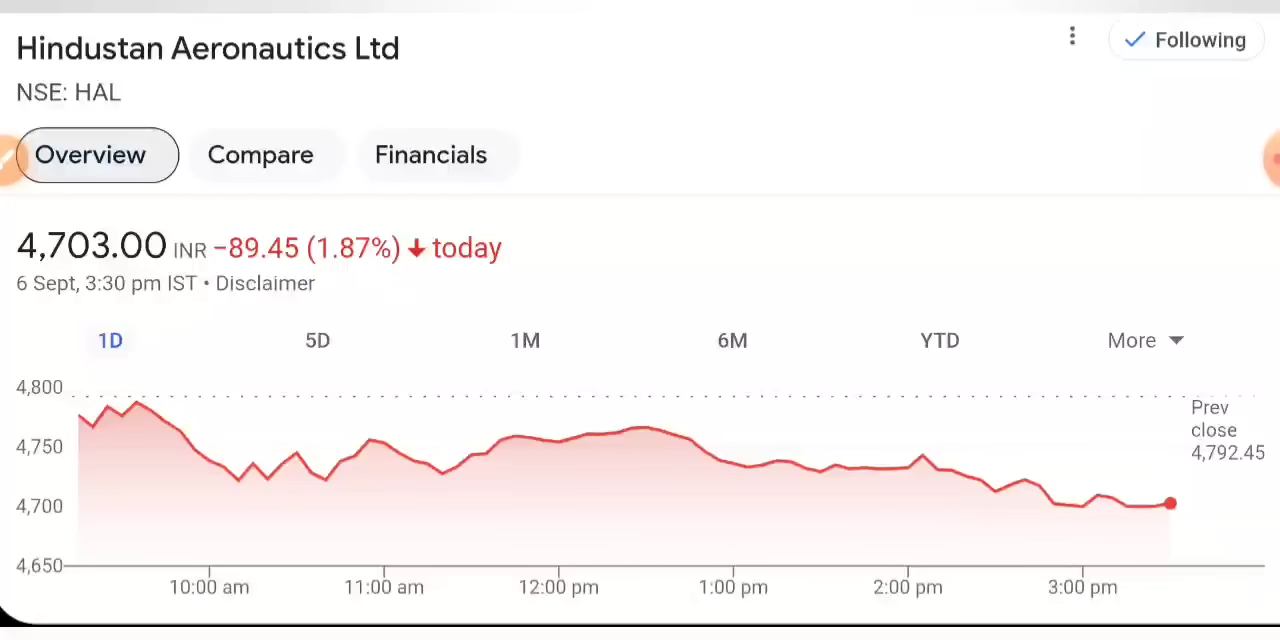 Hindustan Aeronautics Ltd
Following
NSE: HAL
Overview
Compare
Financials
4,703.00 INR −89.45 (1.87%) ↓ today
6 Sept, 3:30 pm IST • Disclaimer
1D 5D 1M 6M YTD More
4,800
Prev
close
4,792.45
4,750
4,700
4,650
10:00 am 11:00 am 12:00 pm 1:00 pm 2:00 pm 3:00 pm